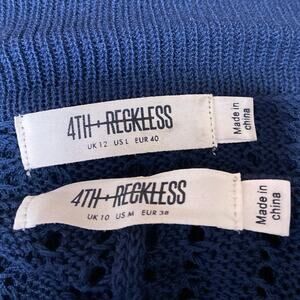 4TH+RECKLESS
UK 12 US L EUR 40
Made in
china
4TH+RECKLESS
UK 10 US M EUR 38
Made in
china